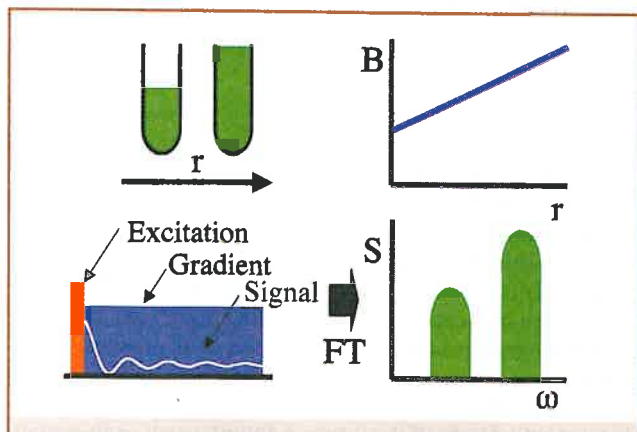 B
r
r
Excitation
Gradient
Signal
FT
S
ω